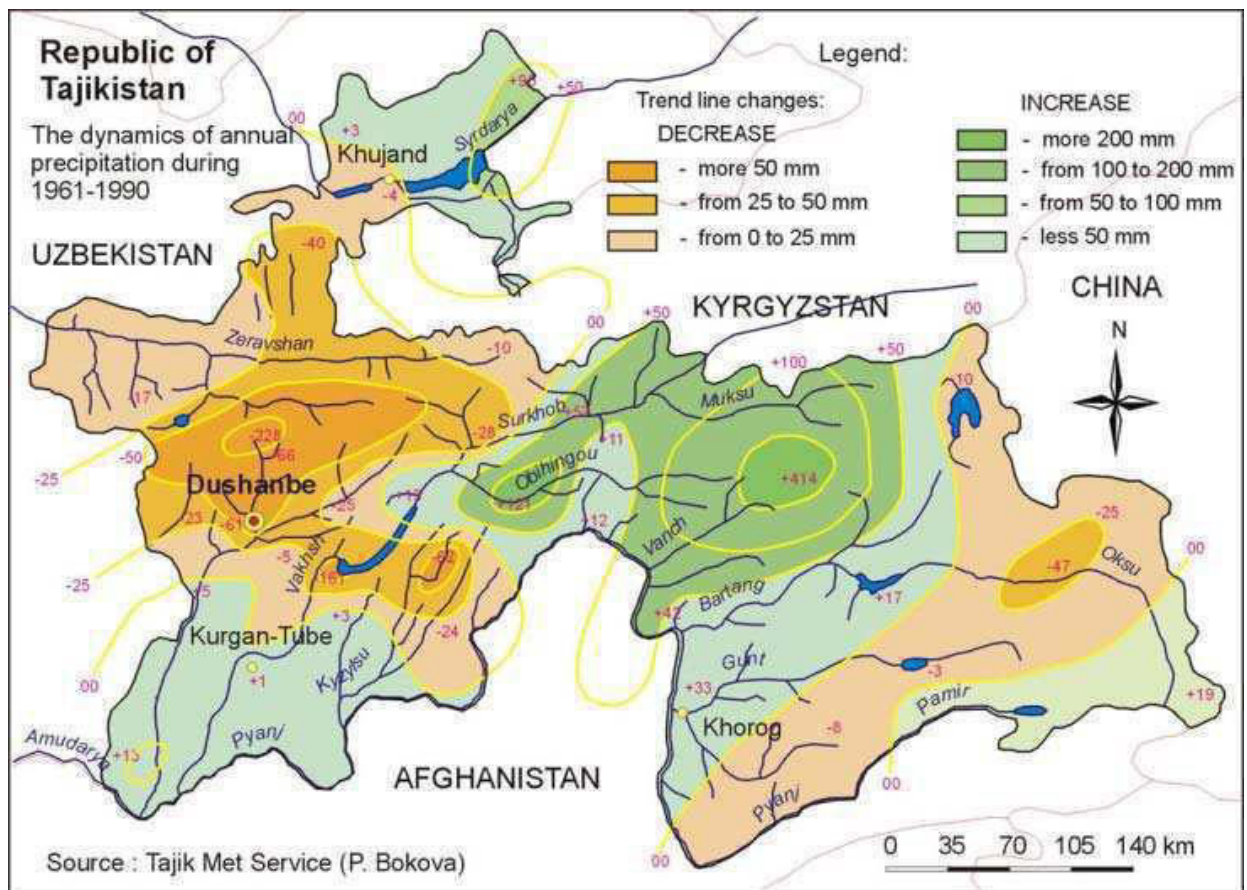 Republic of
Tajikistan
The dynamics of annual
precipitation during
1961-1990
Legend:
Trend line changes:
DECREASE
- more 50 mm
- from 25 to 50 mm
- from 0 to 25 mm
INCREASE
- more 200 mm
- from 100 to 200 mm
- from 50 to 100 mm
- less 50 mm
00
+3
+50
Khujand
Syrdarya
-4
UZBEKISTAN
-40
KYRGYZSTAN
CHINA
N
Zeravshan
-10
00
+50
+100
+50
00
17
Surkhob
Muksu
10
-50
-25
-66
-28
+11
Obihingou
+414
Dushanbe
-23
-61
-25
+12
Vandh
-25
Oksu
00
-5
Vakhsh
-161
-47
-25
Bartang
+42
+17
+3
-24
Kurgan-Tube
+1
Kyzylsu
Gunt
-3
00
+33
Khorog
Pamir
+19
-8
Amudarya
+13
Pyanj
AFGHANISTAN
Pyanj
00
00
Source : Tajik Met Service (P. Bokova)
0 35 70 105 140 km